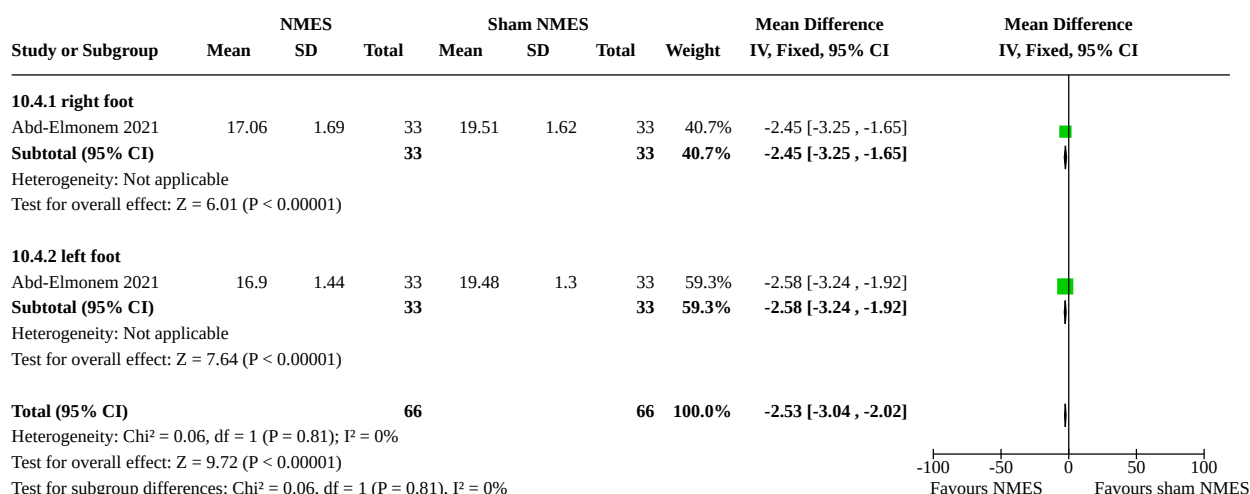 NMES Sham NMES Mean Difference Mean Difference
Study or Subgroup Mean SD Total Mean SD Total Weight IV, Fixed, 95% CI IV, Fixed, 95% CI
10.4.1 right foot
Abd-Elmonem 2021 17.06 1.69 33 19.51 1.62 33 40.7% -2.45 [-3.25 , -1.65]
Subtotal (95% CI) 33 33 40.7% -2.45 [-3.25 , -1.65]
Heterogeneity: Not applicable
Test for overall effect: Z = 6.01 (P < 0.00001)
10.4.2 left foot
Abd-Elmonem 2021 16.9 1.44 33 19.48 1.3 33 59.3% -2.58 [-3.24 , -1.92]
Subtotal (95% CI) 33 33 59.3% -2.58 [-3.24 , -1.92]
Heterogeneity: Not applicable
Test for overall effect: Z = 7.64 (P < 0.00001)
Total (95% CI) 66 66 100.0% -2.53 [-3.04 , -2.02]
Heterogeneity: Chi² = 0.06, df = 1 (P = 0.81); I² = 0%
Test for overall effect: Z = 9.72 (P < 0.00001)
-100 -50 0 50 100
Test for subgroup differences: Chi² = 0.06, df = 1 (P = 0.81), I² = 0%
Favours NMES Favours sham NMES